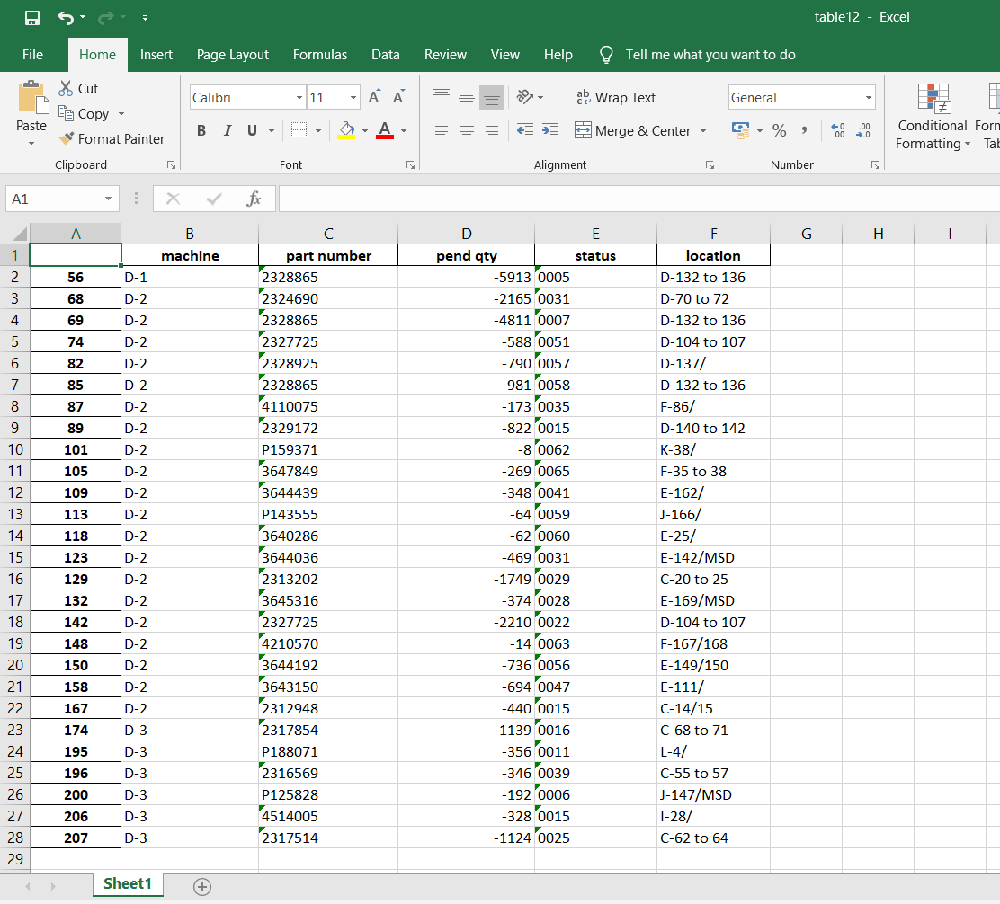 table12 - Excel
File Home Insert Page Layout Formulas Data Review View Help Tell me what you want to do
Paste
Cut
Copy
Format Painter
Clipboard
Calibri 11 A A
B I U A
Font
ab c Wrap Text
Merge & Center
Alignment
General
% , .0 .00 .00 .0
Number
Conditional Formatting
A1 fx
A B C D E F G H I
1 machine part number pend qty status location
2 56 D-1 2328865 -5913 0005 D-132 to 136
3 68 D-2 2324690 -2165 0031 D-70 to 72
4 69 D-2 2328865 -4811 0007 D-132 to 136
5 74 D-2 2327725 -588 0051 D-104 to 107
6 82 D-2 2328925 -790 0057 D-137/
7 85 D-2 2328865 -981 0058 D-132 to 136
8 87 D-2 4110075 -173 0035 F-86/
9 89 D-2 2329172 -822 0015 D-140 to 142
10 101 D-2 P159371 -8 0062 K-38/
11 105 D-2 3647849 -269 0065 F-35 to 38
12 109 D-2 3644439 -348 0041 E-162/
13 113 D-2 P143555 -64 0059 J-166/
14 118 D-2 3640286 -62 0060 E-25/
15 123 D-2 3644036 -469 0031 E-142/MSD
16 129 D-2 2313202 -1749 0029 C-20 to 25
17 132 D-2 3645316 -374 0028 E-169/MSD
18 142 D-2 2327725 -2210 0022 D-104 to 107
19 148 D-2 4210570 -14 0063 F-167/168
20 150 D-2 3644192 -736 0056 E-149/150
21 158 D-2 3643150 -694 0047 E-111/
22 167 D-2 2312948 -440 0015 C-14/15
23 174 D-3 2317854 -1139 0016 C-68 to 71
24 195 D-3 P188071 -356 0011 L-4/
25 196 D-3 2316569 -346 0039 C-55 to 57
26 200 D-3 P125828 -192 0006 J-147/MSD
27 206 D-3 4514005 -328 0015 I-28/
28 207 D-3 2317514 -1124 0025 C-62 to 64
29
Sheet1